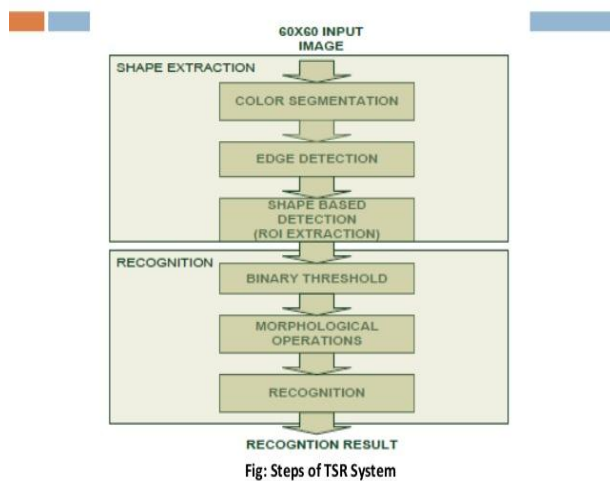 60X60 INPUT
IMAGE
SHAPE EXTRACTION
COLOR SEGMENTATION
EDGE DETECTION
SHAPE BASED
DETECTION
(ROI EXTRACTION)
RECOGNITION
BINARY THRESHOLD
MORPHOLOGICAL
OPERATIONS
RECOGNITION
RECOGNTION RESULT
Fig: Steps of TSR System